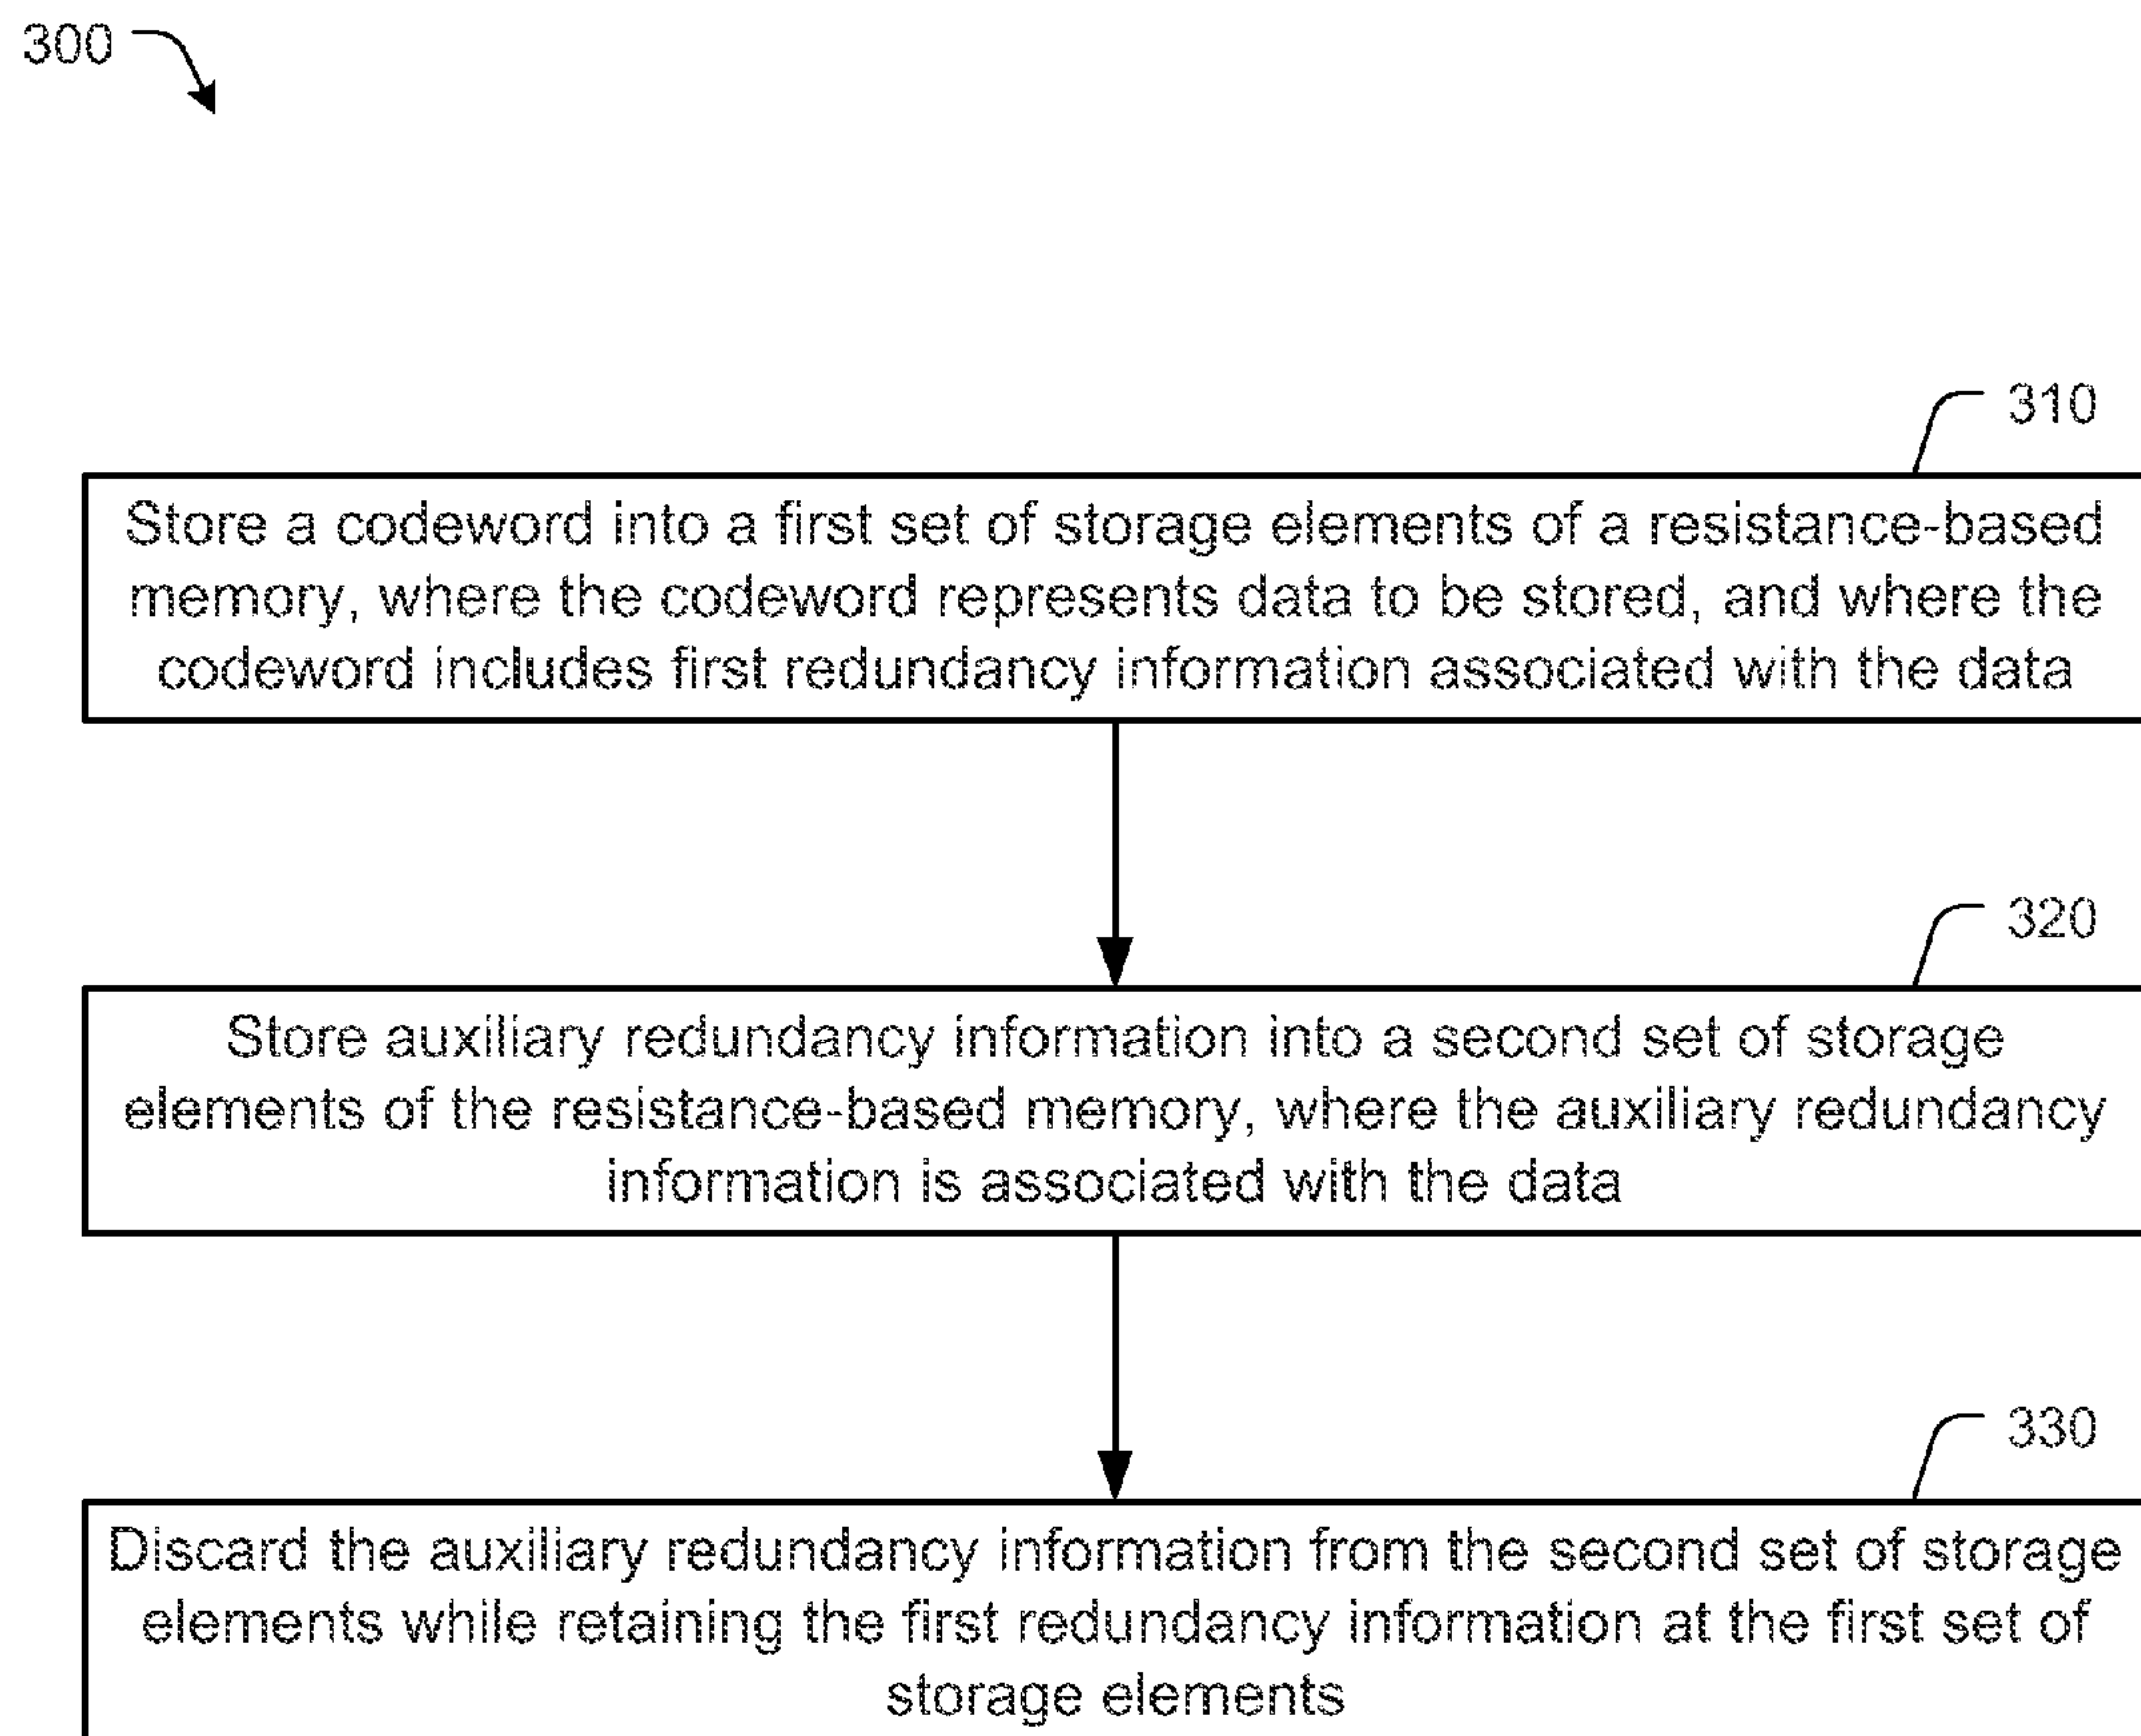 300
310
Store a codeword into a first set of storage elements of a resistance-based
memory, where the codeword represents data to be stored, and where the
codeword includes first redundancy information associated with the data
320
Store auxiliary redundancy information into a second set of storage
elements of the resistance-based memory, where the auxiliary redundancy
information is associated with the data
330
Discard the auxiliary redundancy information from the second set of storage
elements while retaining the first redundancy information at the first set of
storage elements